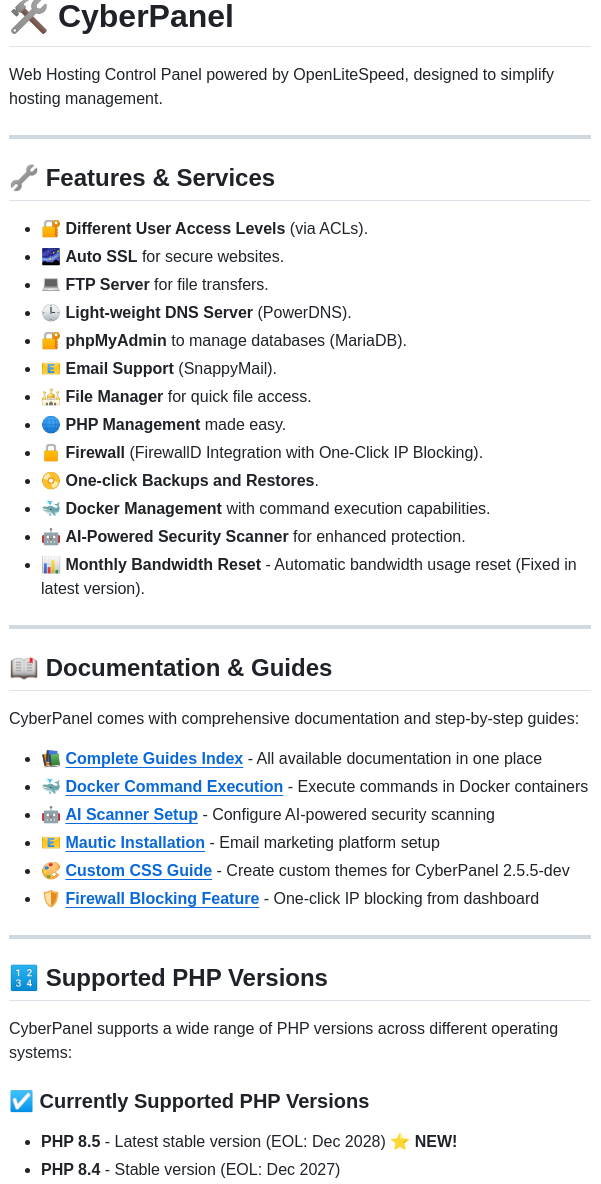 🛠️ CyberPanel
Web Hosting Control Panel powered by OpenLiteSpeed, designed to simplify
hosting management.
🔧 Features & Services
• 🔐 Different User Access Levels (via ACLs).
• 🌌 Auto SSL for secure websites.
• 💻 FTP Server for file transfers.
• 🕒 Light-weight DNS Server (PowerDNS).
• 🔐 phpMyAdmin to manage databases (MariaDB).
• 📧 Email Support (SnappyMail).
• 🕌 File Manager for quick file access.
• 🌐 PHP Management made easy.
• 🔒 Firewall (FirewallD Integration with One-Click IP Blocking).
• 📀 One-click Backups and Restores.
• 🐳 Docker Management with command execution capabilities.
• 🤖 AI-Powered Security Scanner for enhanced protection.
• 📊 Monthly Bandwidth Reset - Automatic bandwidth usage reset (Fixed in
latest version).
📖 Documentation & Guides
CyberPanel comes with comprehensive documentation and step-by-step guides:
• 📚 Complete Guides Index - All available documentation in one place
• 🐳 Docker Command Execution - Execute commands in Docker containers
• 🤖 AI Scanner Setup - Configure AI-powered security scanning
• 📧 Mautic Installation - Email marketing platform setup
• 🎨 Custom CSS Guide - Create custom themes for CyberPanel 2.5.5-dev
• 🛡️ Firewall Blocking Feature - One-click IP blocking from dashboard
🔢 Supported PHP Versions
CyberPanel supports a wide range of PHP versions across different operating
systems:
☑️ Currently Supported PHP Versions
• PHP 8.5 - Latest stable version (EOL: Dec 2028) ⭐ NEW!
• PHP 8.4 - Stable version (EOL: Dec 2027)